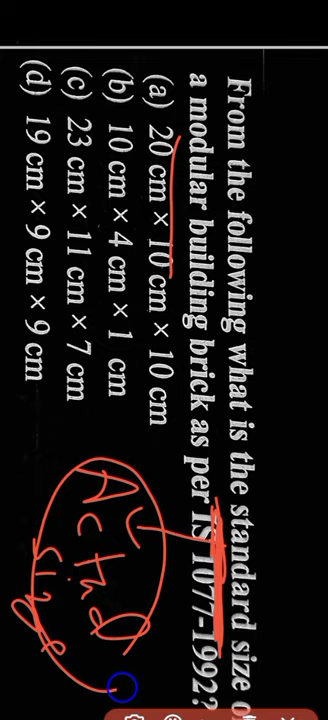 From the following what is the standard size o
a modular building brick as per IS 1077-1992?
(a) 20 cm × 10 cm × 10 cm
(b) 10 cm × 4 cm × 1 cm
(c) 23 cm × 11 cm × 7 cm
(d) 19 cm × 9 cm × 9 cm
Actual
size